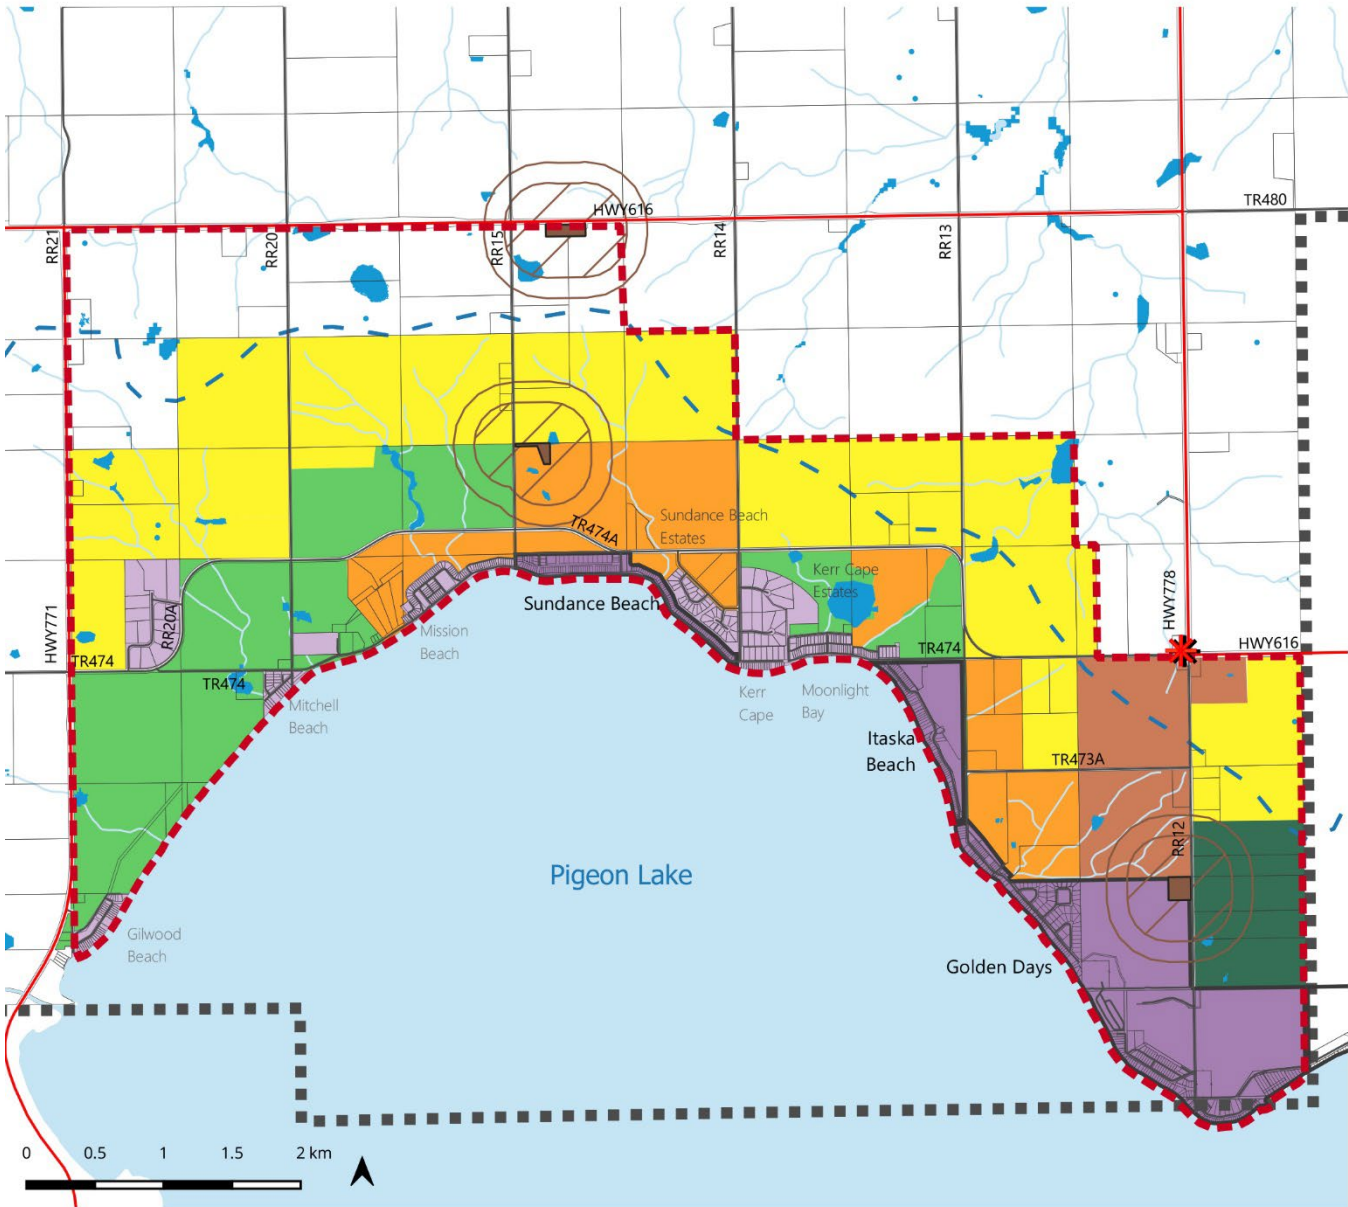 TR480
HWY616
RR21
RR20
RR15
RR14
RR13
Sundance Beach
Estates
TR474A
Kerr Cape
Estates
HWY778
HWY616
HWY771
RR20A
TR474
TR474
TR474
Sundance Beach
Mission
Beach
Mitchell
Beach
Kerr
Cape
Moonlight
Bay
Itaska
Beach
TR473A
RR12
Pigeon Lake
Gilwood
Beach
Golden Days
0 0.5 1 1.5 2 km